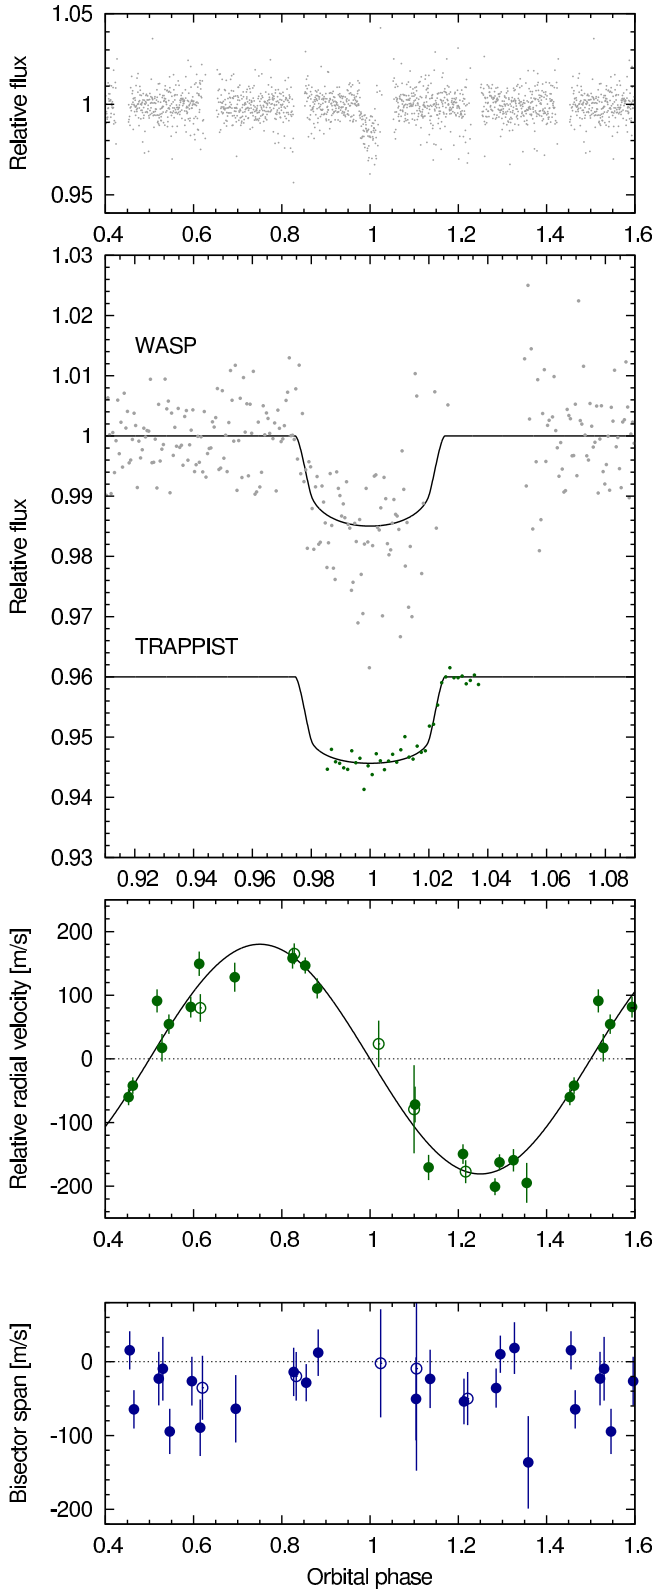 1.05
1
0.95
Relative flux
0.4 0.6 0.8 1 1.2 1.4 1.6
1.03
1.02
1.01
1
0.99
0.98
0.97
0.96
0.95
0.94
0.93
Relative flux
WASP
TRAPPIST
0.92 0.94 0.96 0.98 1 1.02 1.04 1.06 1.08
200
100
0
-100
-200
Relative radial velocity [m/s]
0.4 0.6 0.8 1 1.2 1.4 1.6
0
-100
-200
Bisector span [m/s]
0.4 0.6 0.8 1 1.2 1.4 1.6
Orbital phase